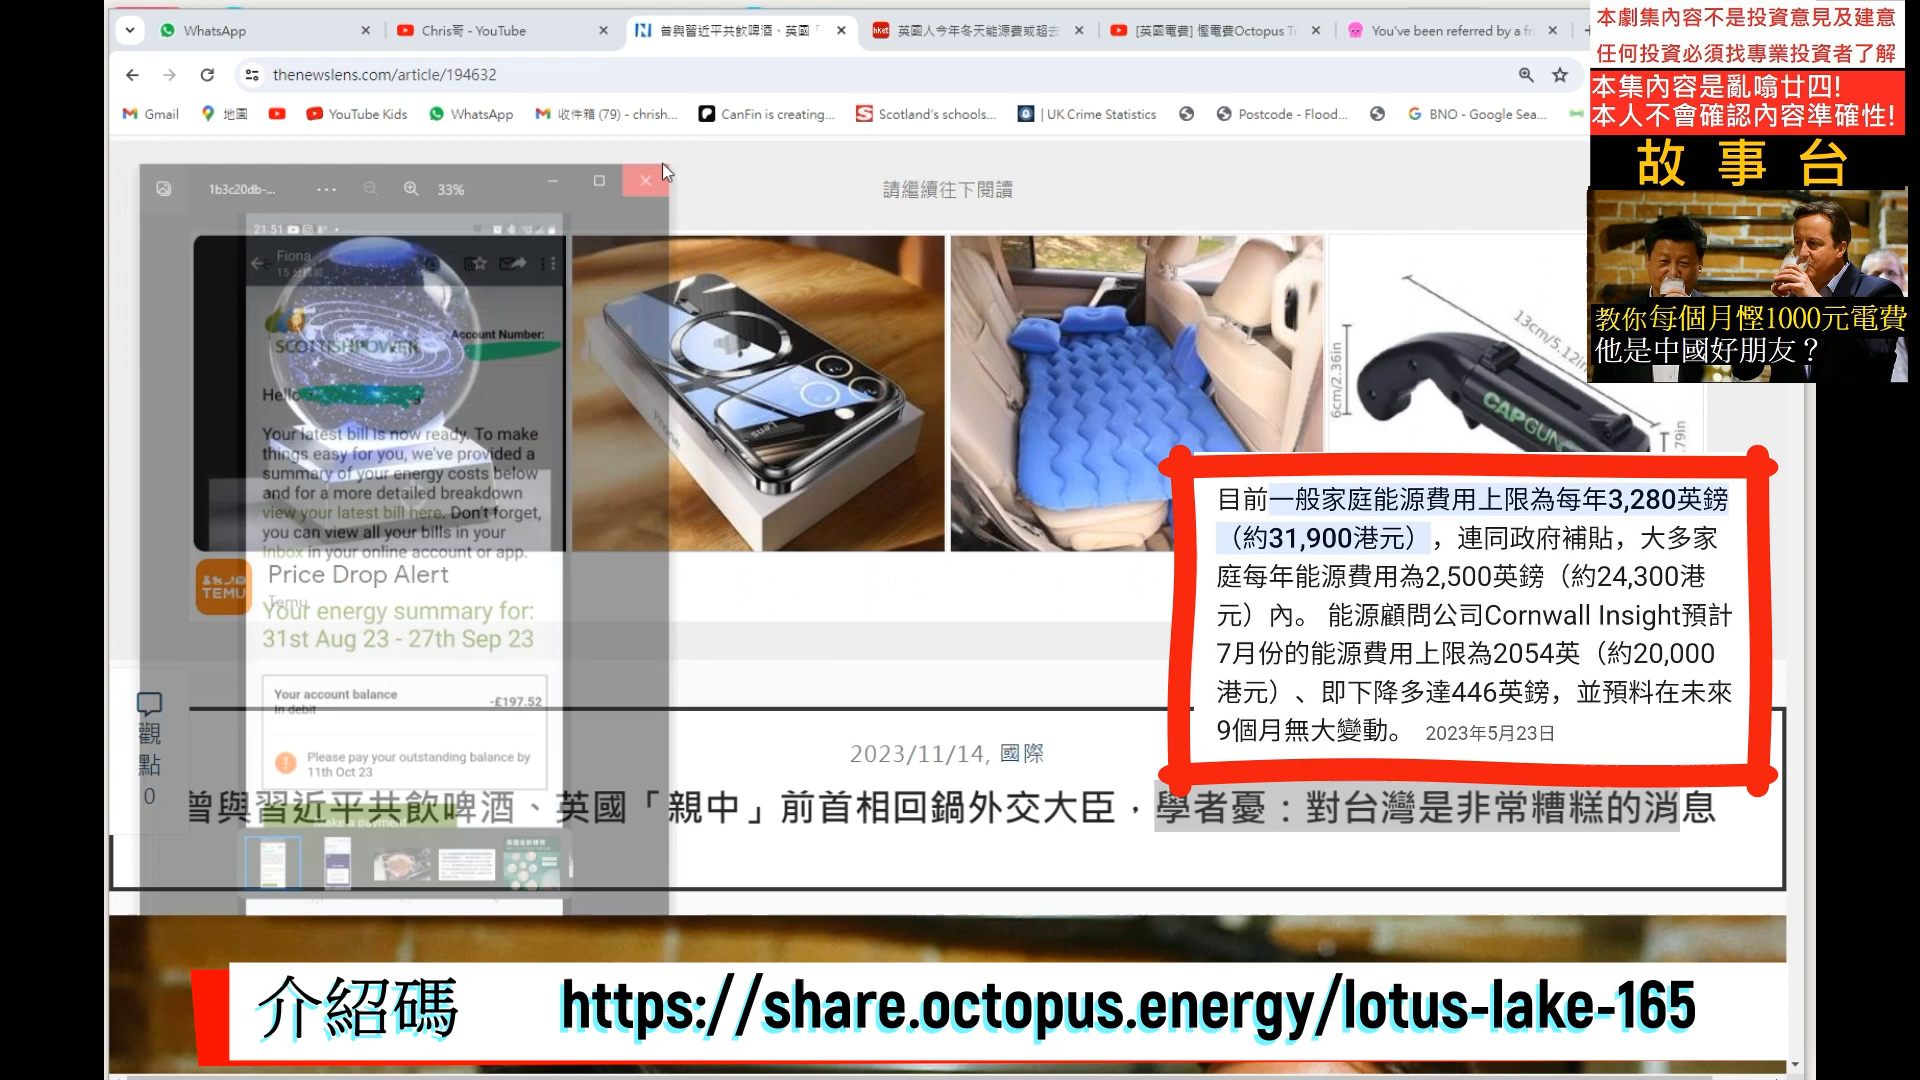 WhatsApp
Chris哥 - YouTube
曾與習近平共飲啤酒、英國「
英國人今年冬天能源費或超去
[英國電費] 慳電費Octopus
You've been referred by a fr
thenewslens.com/article/194632
Gmail
地圖
YouTube Kids
WhatsApp
收件箱 (79) - chrish...
CanFin is creating...
Scotland's schools...
| UK Crime Statistics
Postcode - Flood...
BNO - Google Sea...
本劇集內容不是投資意見及建意
任何投資必須找專業投資者了解
本集內容是亂噏廿四!
本人不會確認內容準確性!
故事台
教你每個月慳1000元電費
他是中國好朋友？
1b3c20db-...
33%
請繼續往下閱讀
21:51
Fiona
Account Number:
SCOTTISHPOWER
Hello
Your latest bill is now ready. To make
things easy for you, we've provided a
summary of your energy costs below
and for a more detailed breakdown
view your latest bill here. Don't forget,
you can view all your bills in your
Inbox in your online account or app.
TEMU
Price Drop Alert
Temu
Your energy summary for:
31st Aug 23 - 27th Sep 23
Your account balance
In debit
-£197.52
Please pay your outstanding balance by
11th Oct 23
Make a payment
13cm/5.12in
6cm/2.36in
CAPGUN
目前一般家庭能源費用上限為每年3,280英鎊
（約31,900港元），連同政府補貼，大多家
庭每年能源費用為2,500英鎊（約24,300港
元）內。 能源顧問公司Cornwall Insight預計
7月份的能源費用上限為2054英（約20,000
港元）、即下降多達446英鎊，並預料在未來
9個月無大變動。 2023年5月23日
觀
點
0
2023/11/14, 國際
曾與習近平共飲啤酒、英國「親中」前首相回鍋外交大臣，學者憂：對台灣是非常糟糕的消息
介紹碼 https://share.octopus.energy/lotus-lake-165